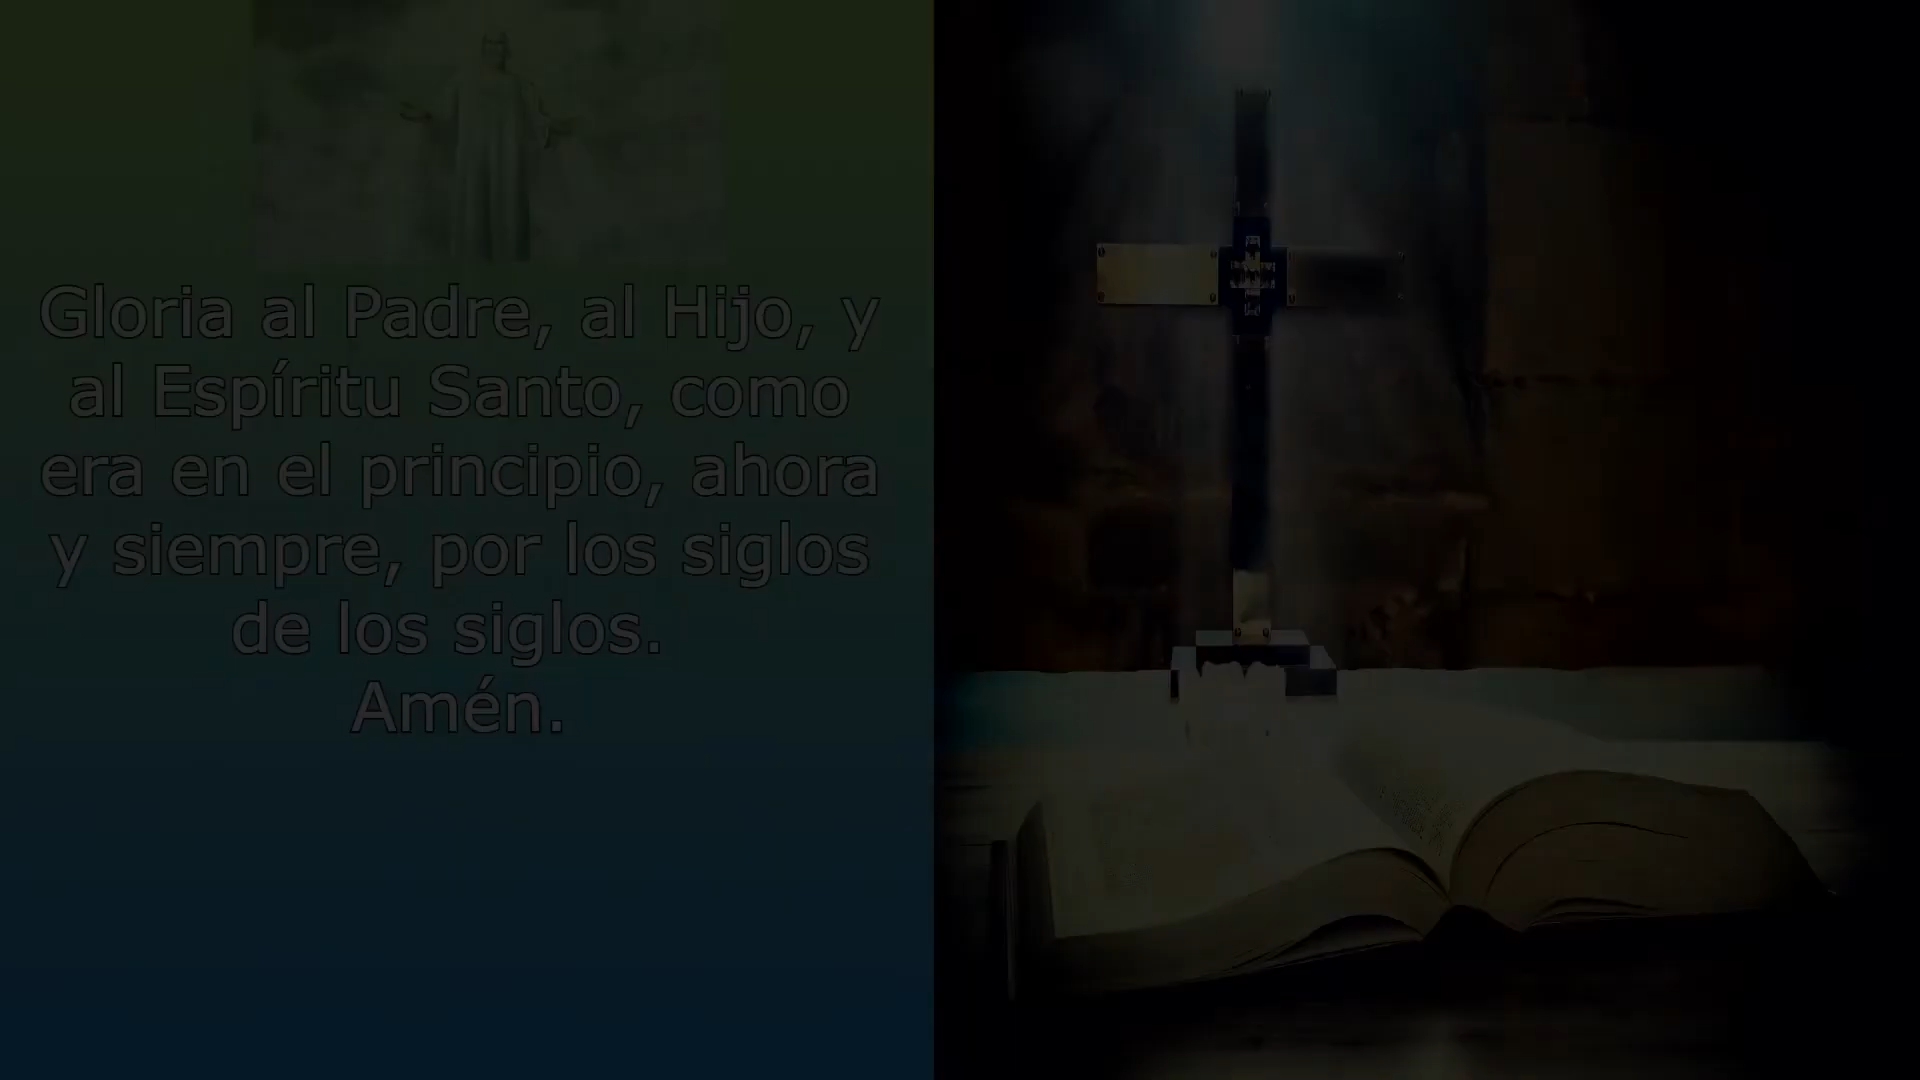 Gloria al Padre, al Hijo, y
al Espíritu Santo, como
era en el principio, ahora
y siempre, por los siglos
de los siglos.
Amén.